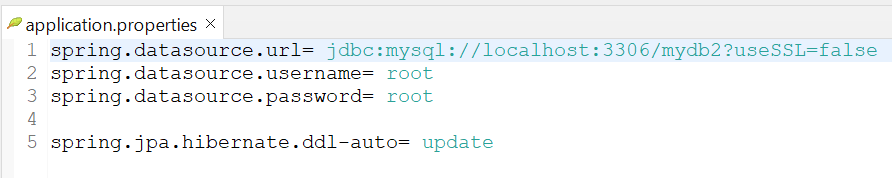 application.properties
1 spring.datasource.url= jdbc:mysql://localhost:3306/mydb2?useSSL=false
2 spring.datasource.username= root
3 spring.datasource.password= root
4
5 spring.jpa.hibernate.ddl-auto= update